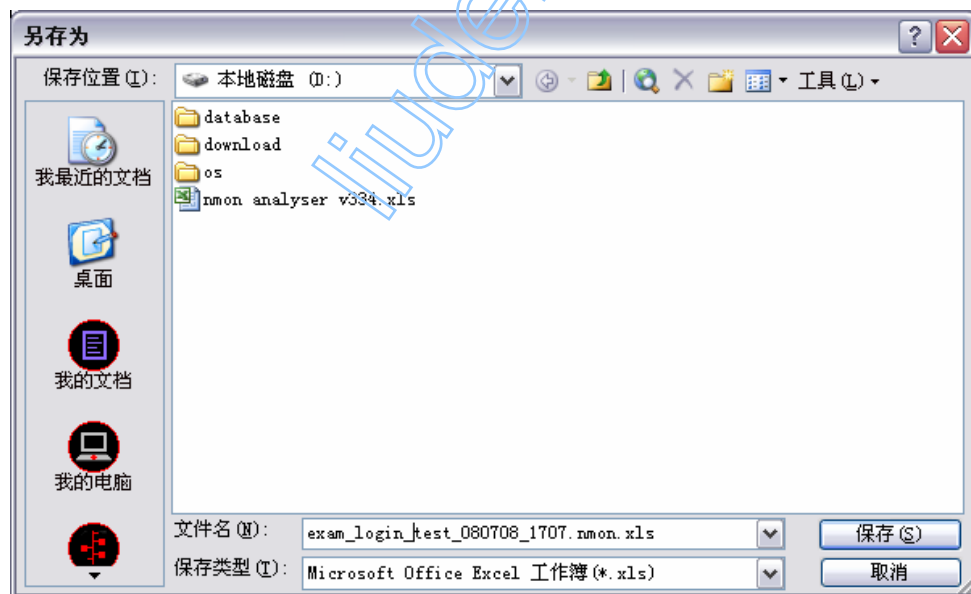 另存为
保存位置(I): 本地磁盘 (D:) 工具(L)
database
download
os
nmon analyser v334.xls
我最近的文档
桌面
我的文档
我的电脑
文件名(N): exam_login_test_080708_1707.nmon.xls 保存(S)
保存类型(T): Microsoft Office Excel 工作簿(*.xls) 取消